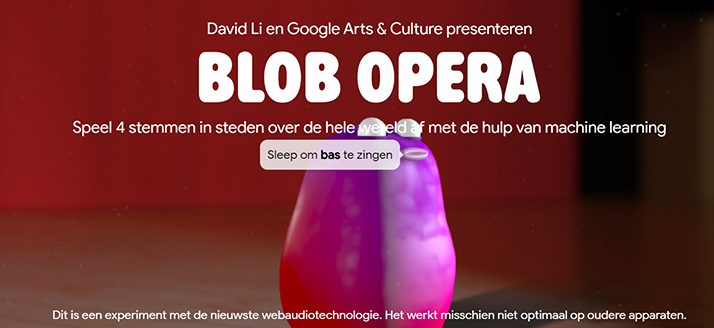 David Li en Google Arts & Culture presenteren
BLOB OPERA
Speel 4 stemmen in steden over de hele wereld af met de hulp van machine learning
Sleep om bas te zingen
Dit is een experiment met de nieuwste webaudiotechnologie. Het werkt misschien niet optimaal op oudere apparaten.